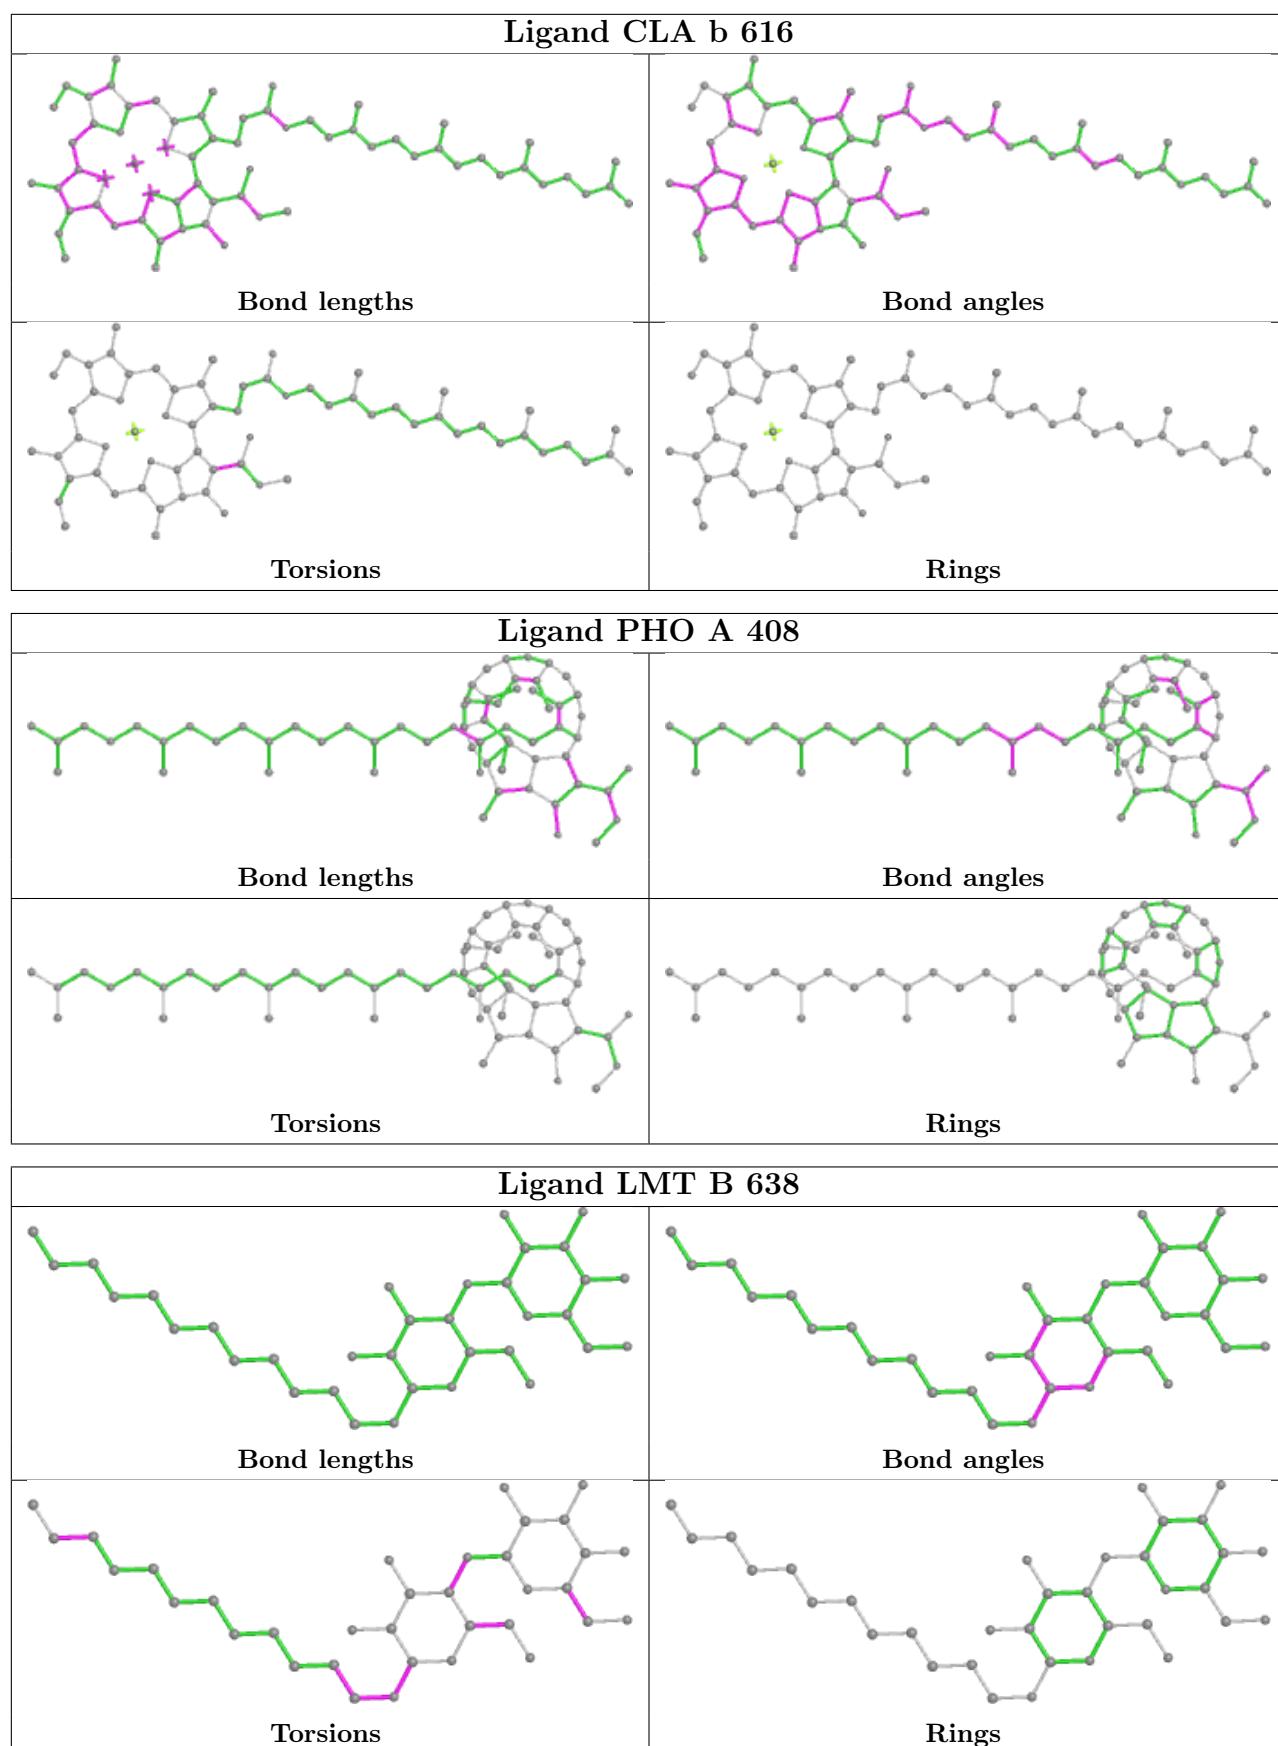 Ligand CLA b 616
Bond lengths
Bond angles
Torsions
Rings
Ligand PHO A 408
Bond lengths
Bond angles
Torsions
Rings
Ligand LMT B 638
Bond lengths
Bond angles
Torsions
Rings